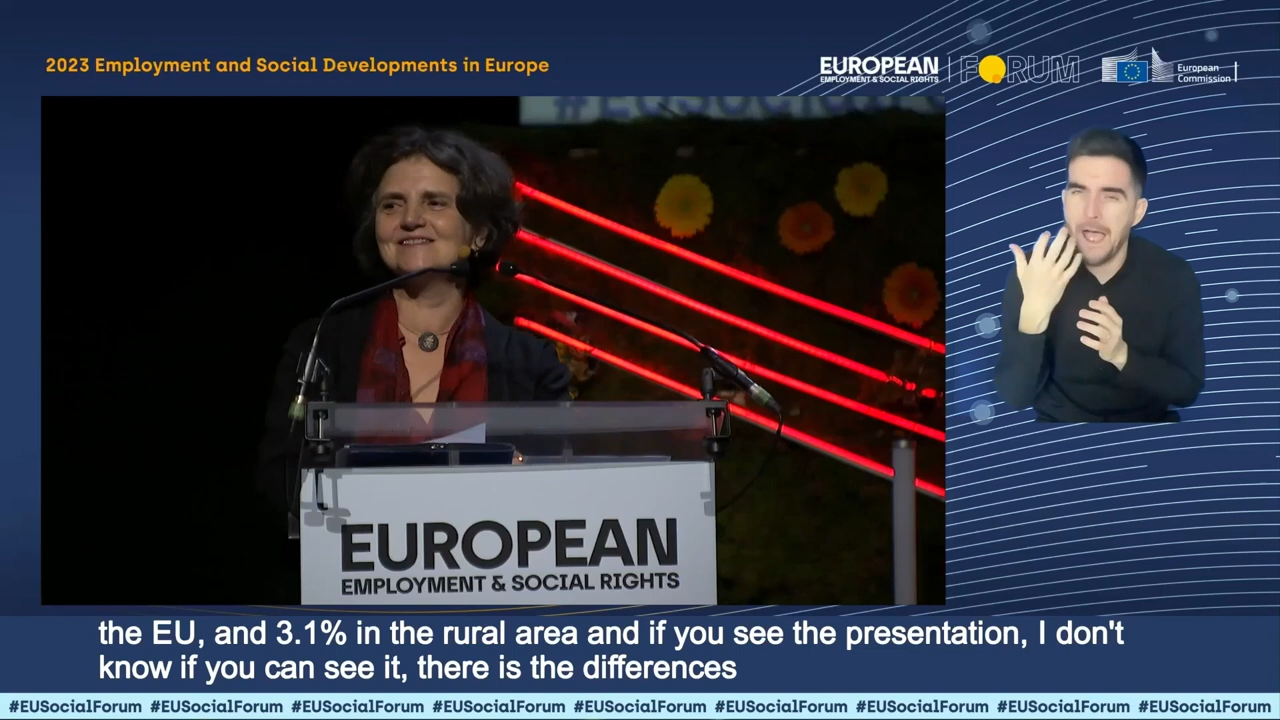 2023 Employment and Social Developments in Europe
EUROPEAN
EMPLOYMENT & SOCIAL RIGHTS
FORUM
European
Commission
EUROPEAN
EMPLOYMENT & SOCIAL RIGHTS
the EU, and 3.1% in the rural area and if you see the presentation, I don't
know if you can see it, there is the differences
#EUSocialForum #EUSocialForum #EUSocialForum #EUSocialForum #EUSocialForum #EUSocialForum #EUSocialForum #EUSocialForum #EUSocialForum